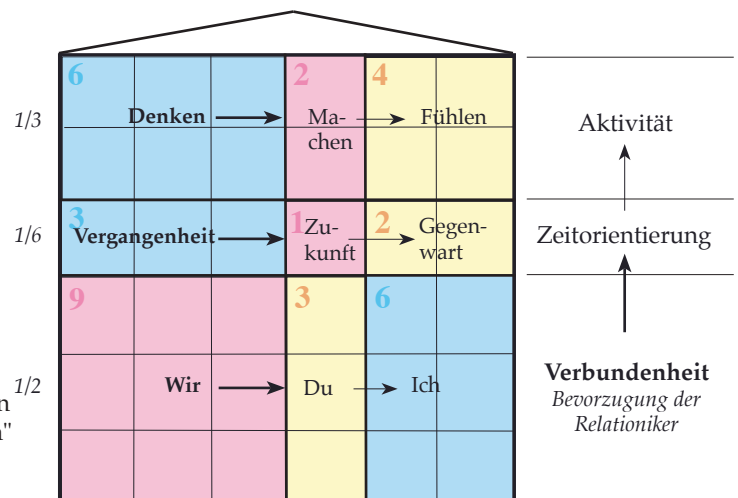 6 2 4
1/3 Denken Ma- Fühlen Aktivität
chen
3 1 2
1/6 Vergangenheit Zu- Gegen- Zeitorientierung
kunft wart
9 3 6
1/2 Wir Du Ich Verbundenheit
n Bevorzugung der
" Relationiker